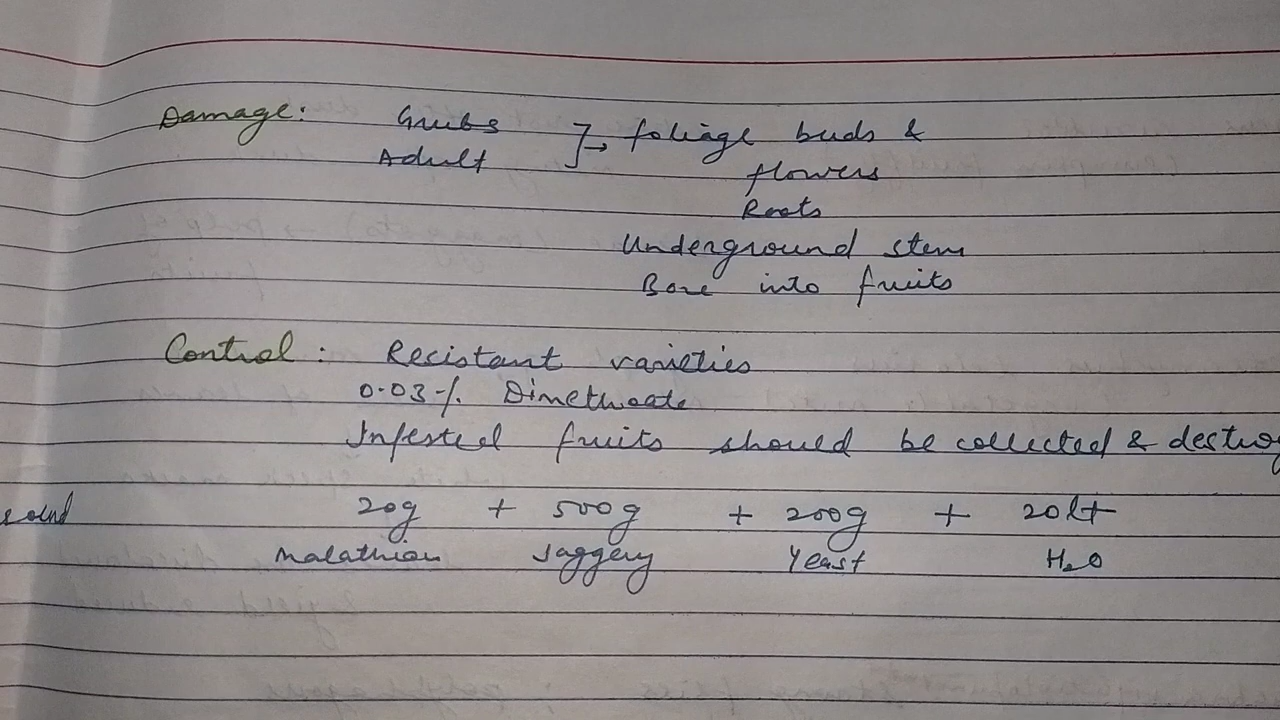 Damage: Grubs → foliage buds &
Adult flowers
Roots
Underground stem
Bore into fruits
Control : Recistant varieties
0.03% Dimethoate
Infested fruits should be collected & destroy
20g + 500g + 200g + 20lt
Malathion Jaggery Yeast H2O